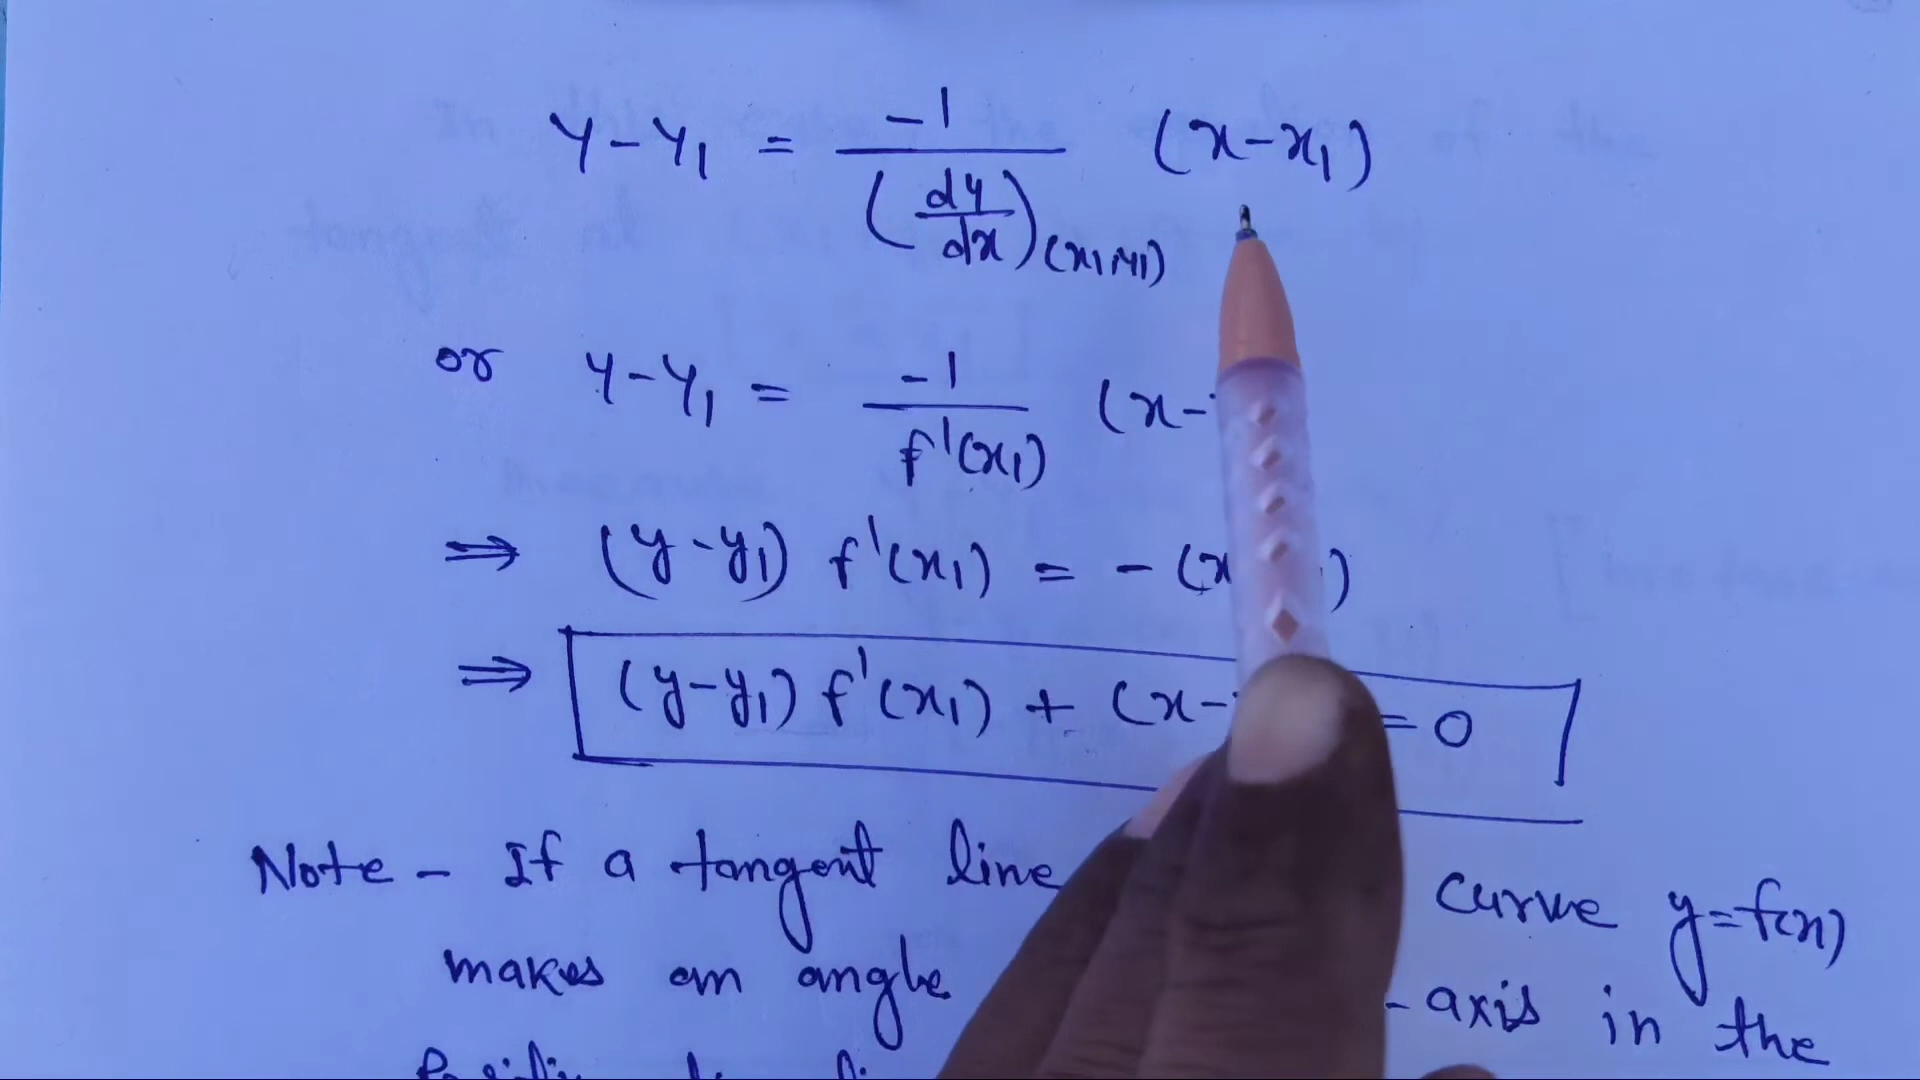 y-y₁ = -1/(dy/dx)(x₁,y₁) (x-x₁)
or y-y₁ = -1/f'(x₁) (x-
⇒ (y-y₁) f'(x₁) = -(x )
⇒ (y-y₁) f'(x₁) + (x- =0
Note - If a tangent line curve y=f(x)
makes an angle -axis in the